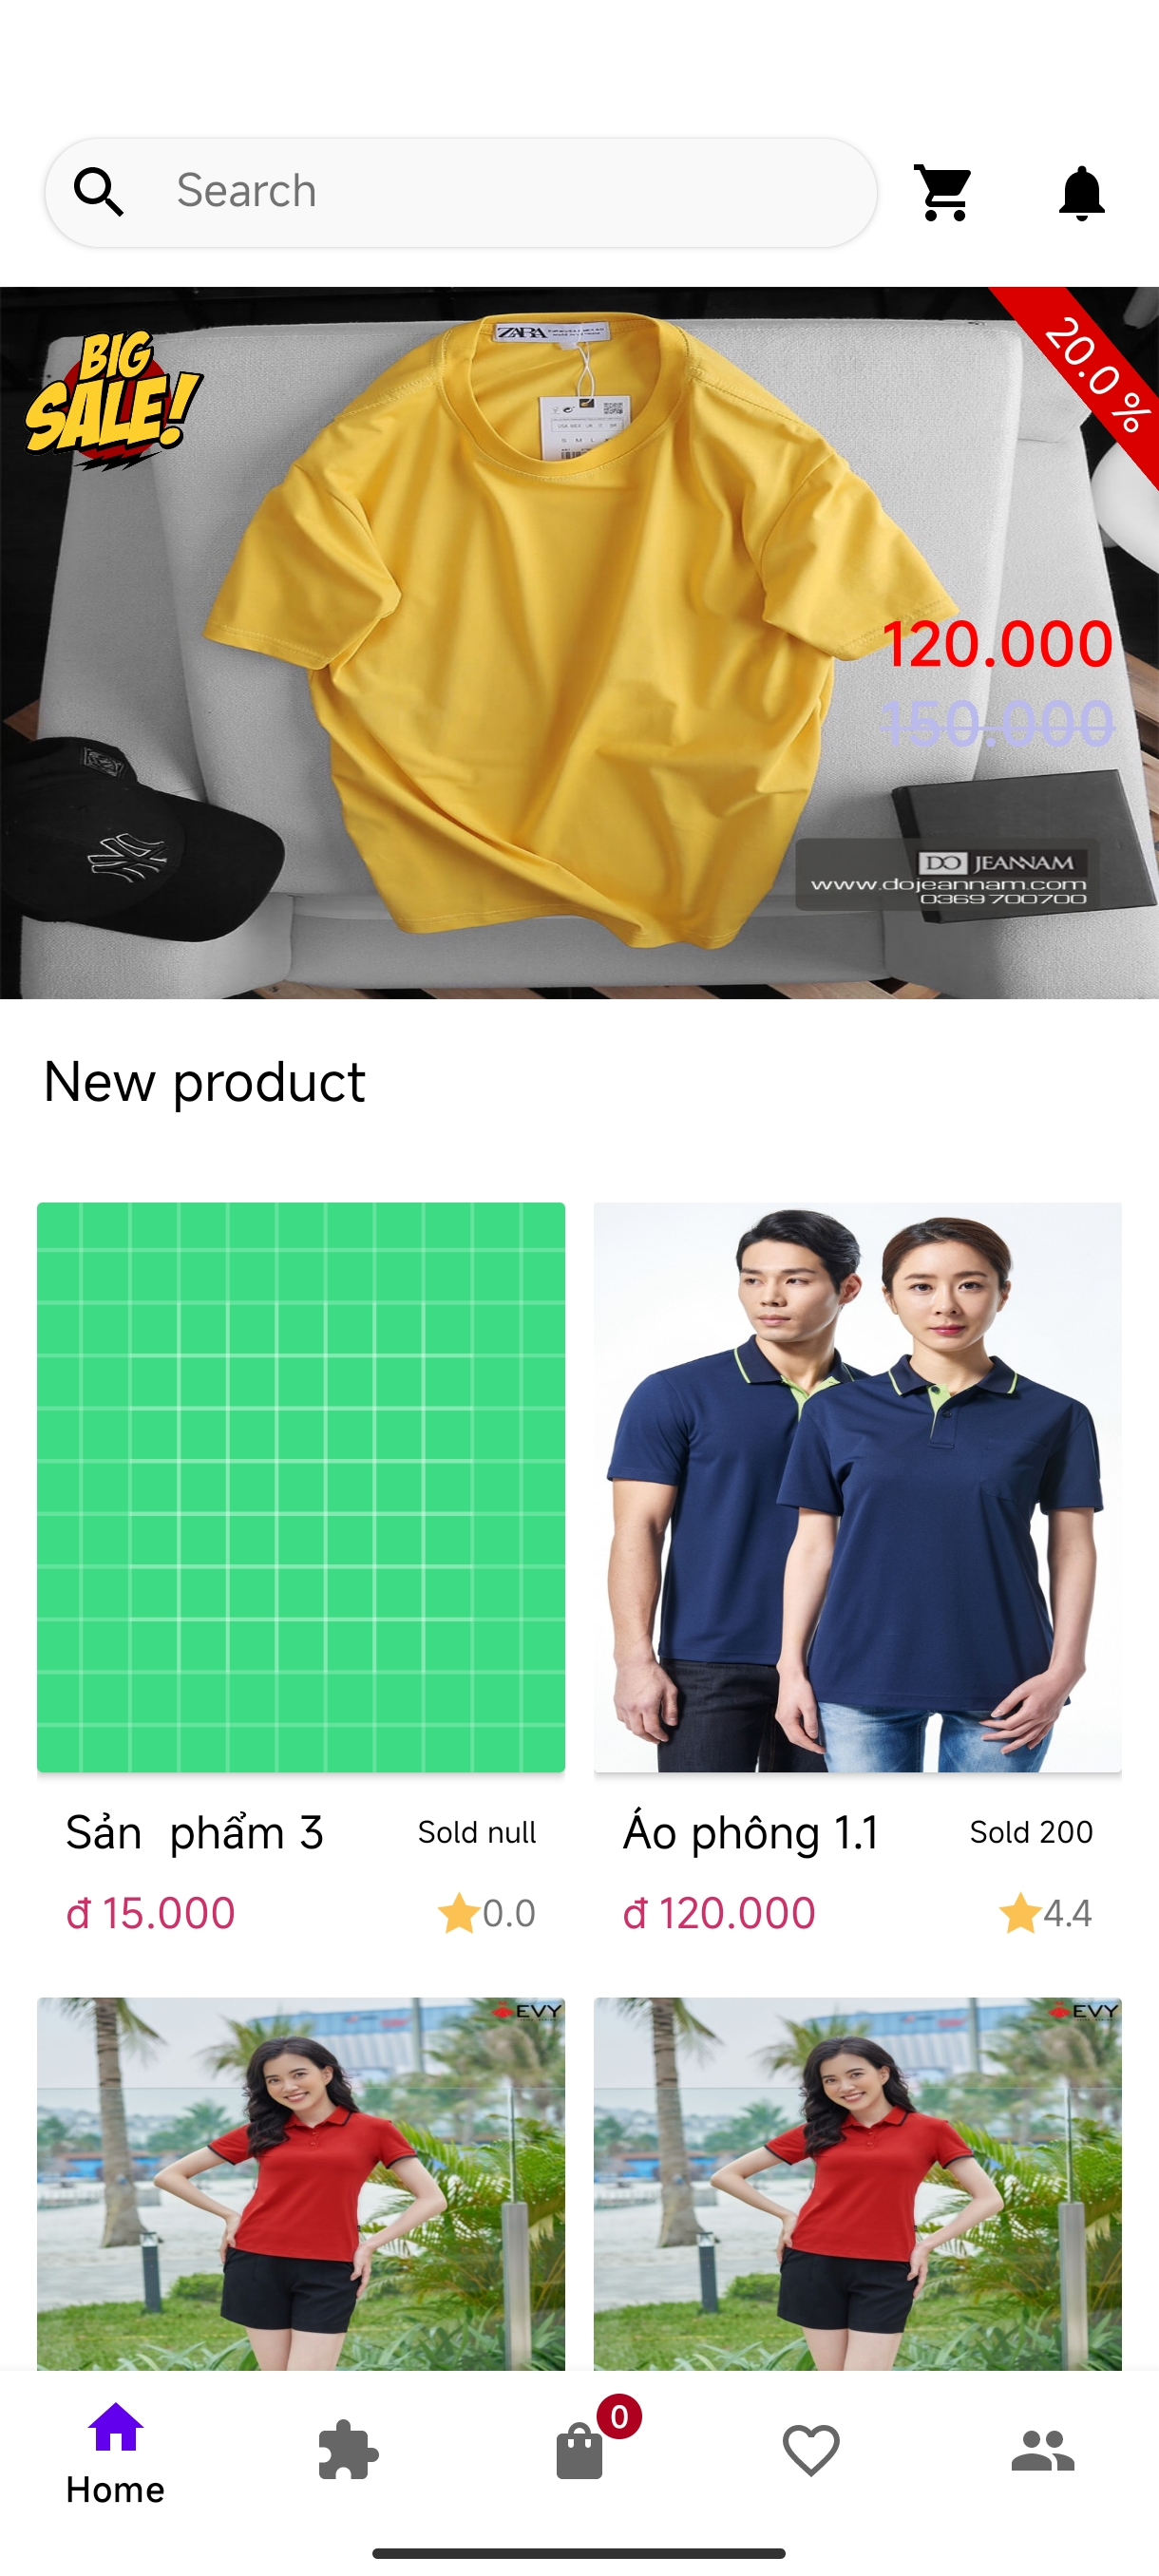 Search
BIG
SALE!
ZARA
20.0 %
S M L
120.000
150.000
DO JEANNAM
www.dojeannam.com
0369 700700
New product
Sản  phẩm 3
Sold null
đ 15.000
0.0
Áo phông 1.1
Sold 200
đ 120.000
4.4
EVY
EVY
0
Home